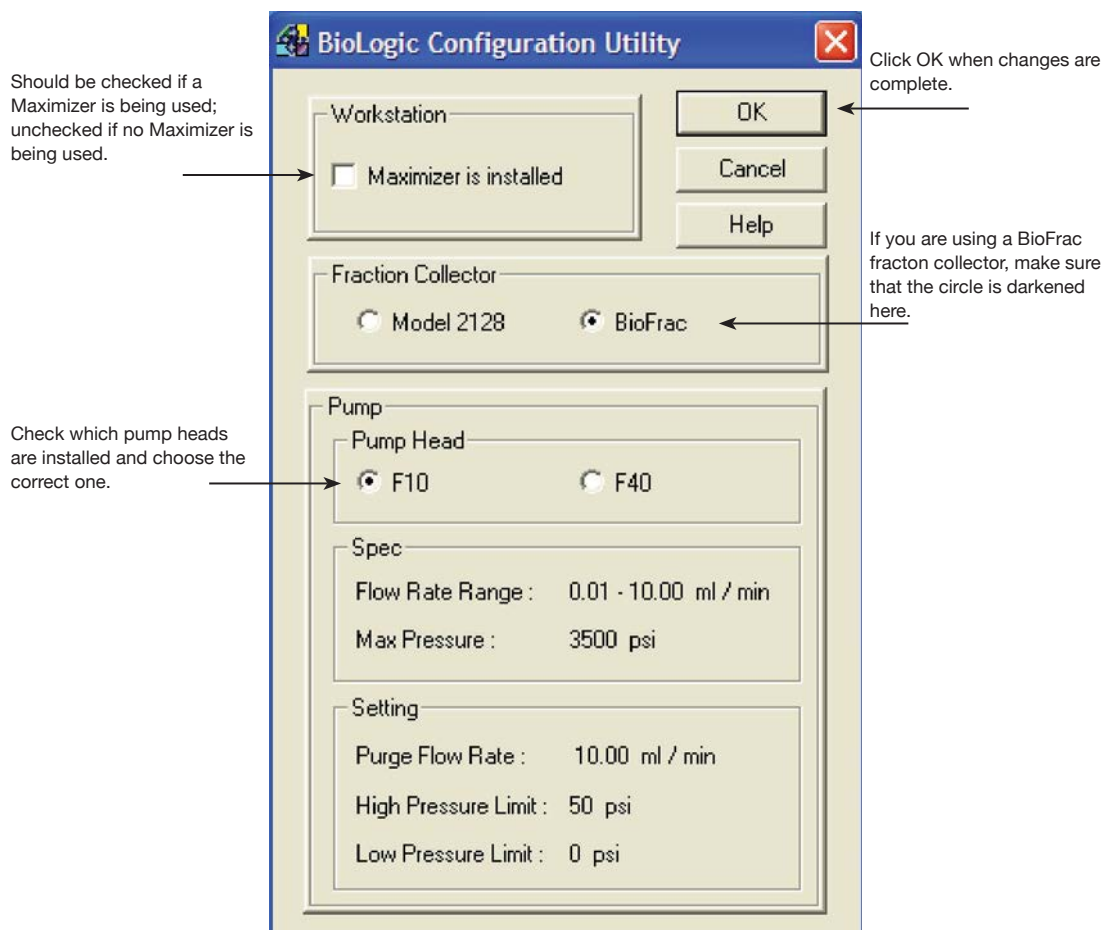 BioLogic Configuration Utility
Should be checked if a
Maximizer is being used;
unchecked if no Maximizer is
being used.
Workstation
Maximizer is installed
OK
Cancel
Help
Click OK when changes are
complete.
Fraction Collector
Model 2128
BioFrac
If you are using a BioFrac
fracton collector, make sure
that the circle is darkened
here.
Check which pump heads
are installed and choose the
correct one.
Pump
Pump Head
F10
F40
Spec
Flow Rate Range : 0.01 - 10.00 ml / min
Max Pressure : 3500 psi
Setting
Purge Flow Rate : 10.00 ml / min
High Pressure Limit : 50 psi
Low Pressure Limit : 0 psi